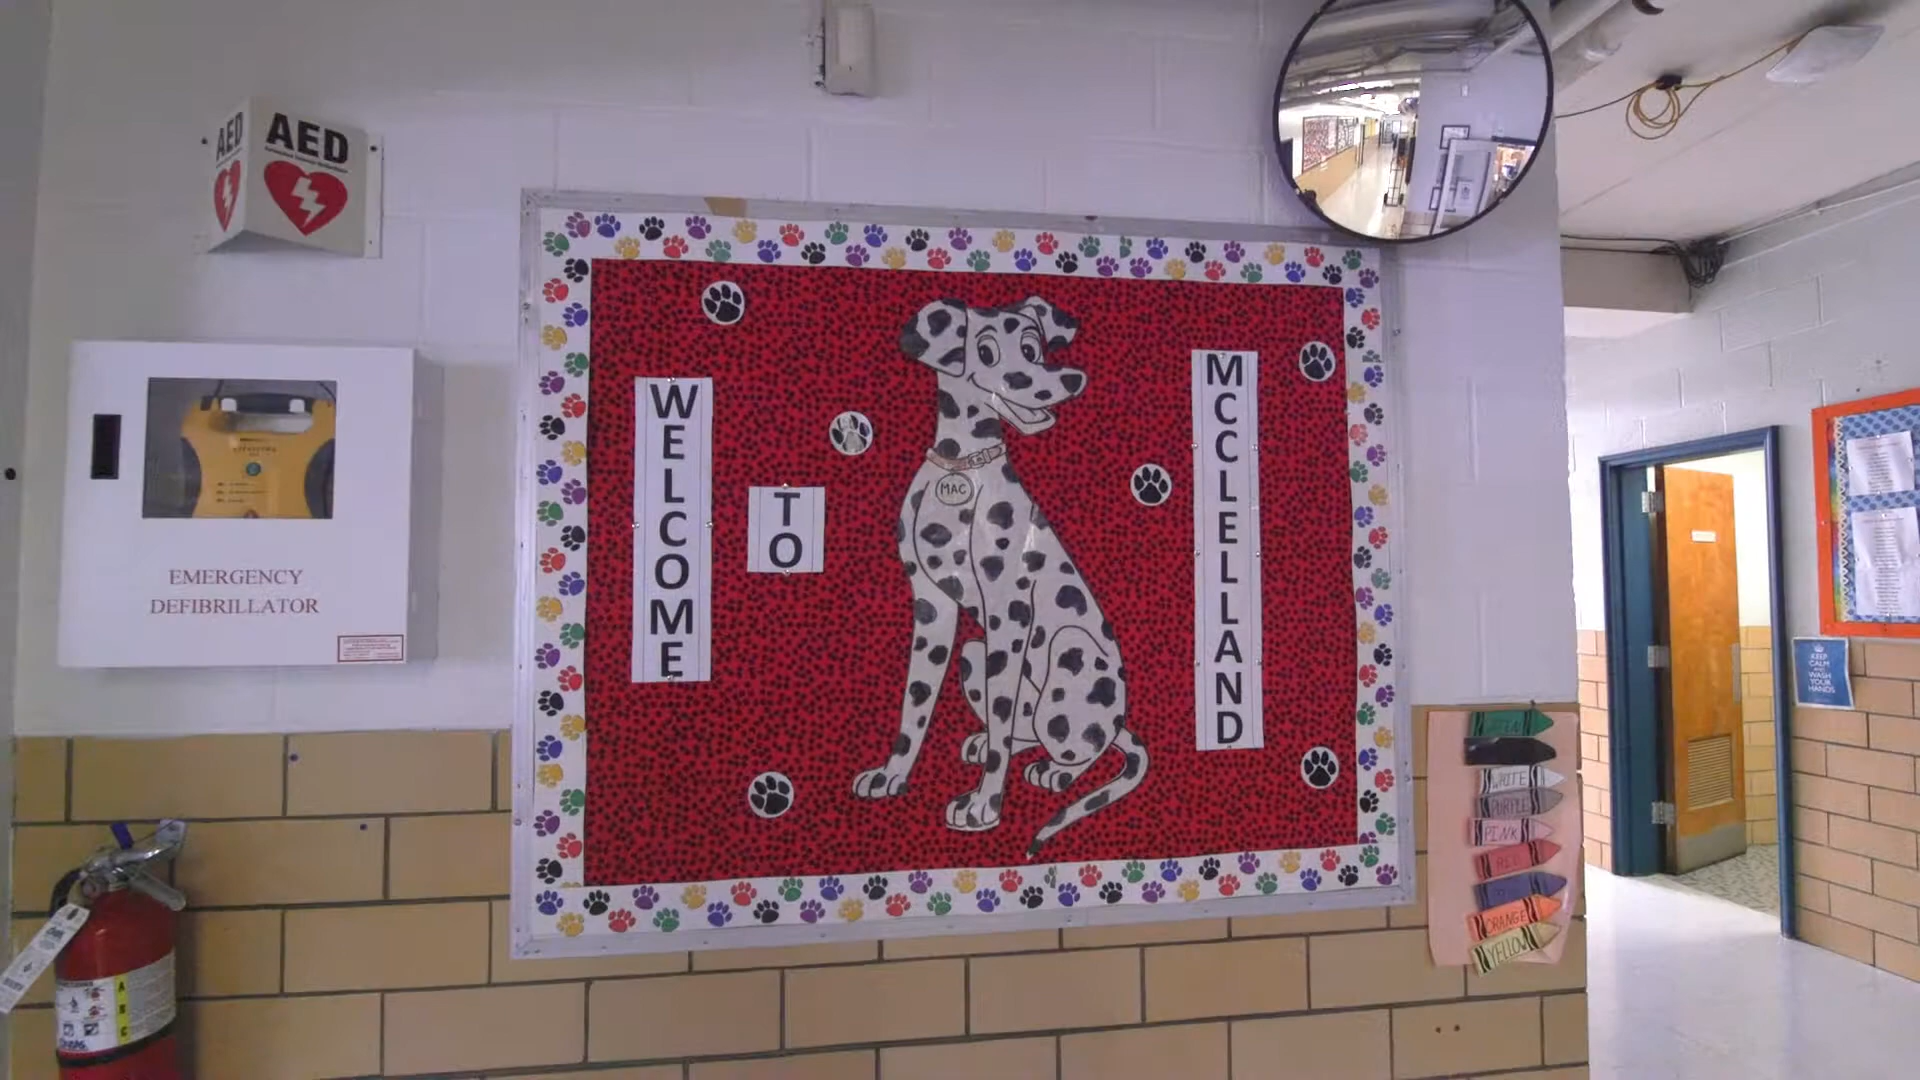 AED
AED
EMERGENCY
DEFIBRILLATOR
WELCOME
TO
MAC
MCCLELLAND
WHITE
PURPLE
PINK
RED
ORANGE
YELLOW
KEEP
CALM
AND
WASH
YOUR
HANDS
A
B
C